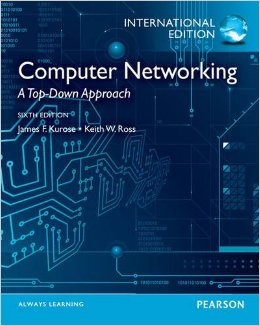 INTERNATIONAL
EDITION
Computer Networking
A Top-Down Approach
SIXTH EDITION
James F. Kurose • Keith W. Ross
ALWAYS LEARNING
PEARSON